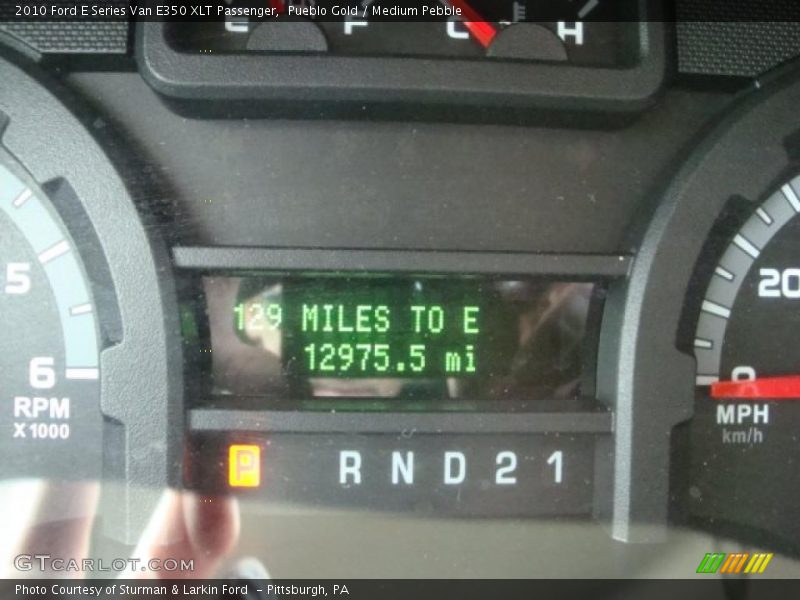 2010 Ford E Series Van E350 XLT Passenger, Pueblo Gold / Medium Pebble
E F C H
129 MILES TO E
12975.5 mi
5
6
RPM
X1000
20
0
MPH
km/h
P R N D 2 1
GTCARLOT.COM
Photo Courtesy of Sturman & Larkin Ford - Pittsburgh, PA